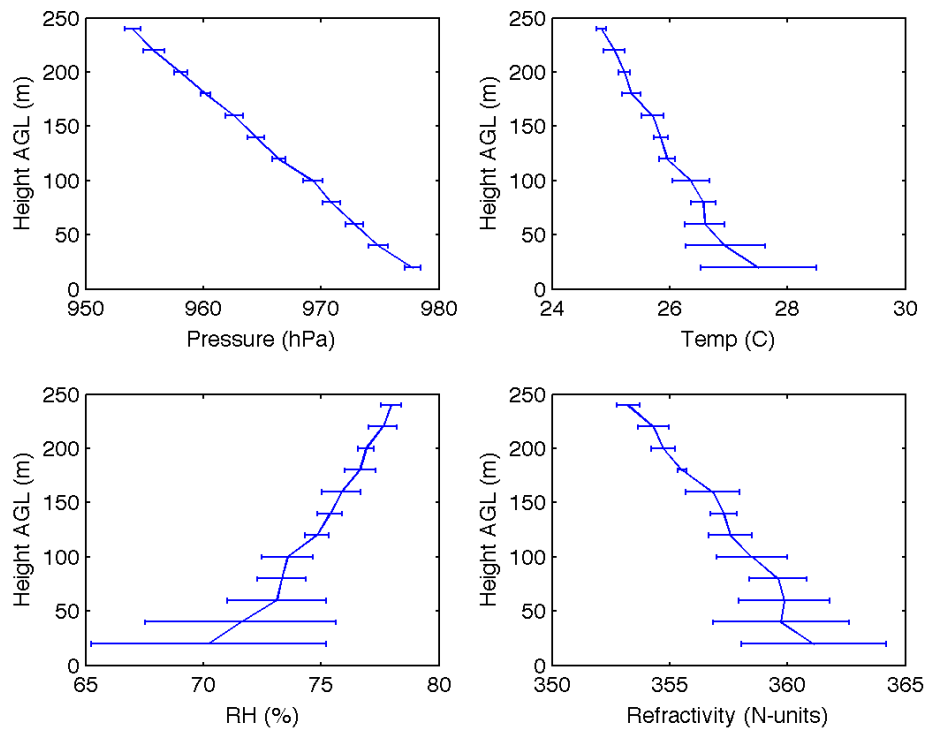 250
200
150
100
50
0
Height AGL (m)
950 960 970 980
Pressure (hPa)
250
200
150
100
50
0
Height AGL (m)
24 26 28 30
Temp (C)
250
200
150
100
50
0
Height AGL (m)
65 70 75 80
RH (%)
250
200
150
100
50
0
Height AGL (m)
350 355 360 365
Refractivity (N-units)